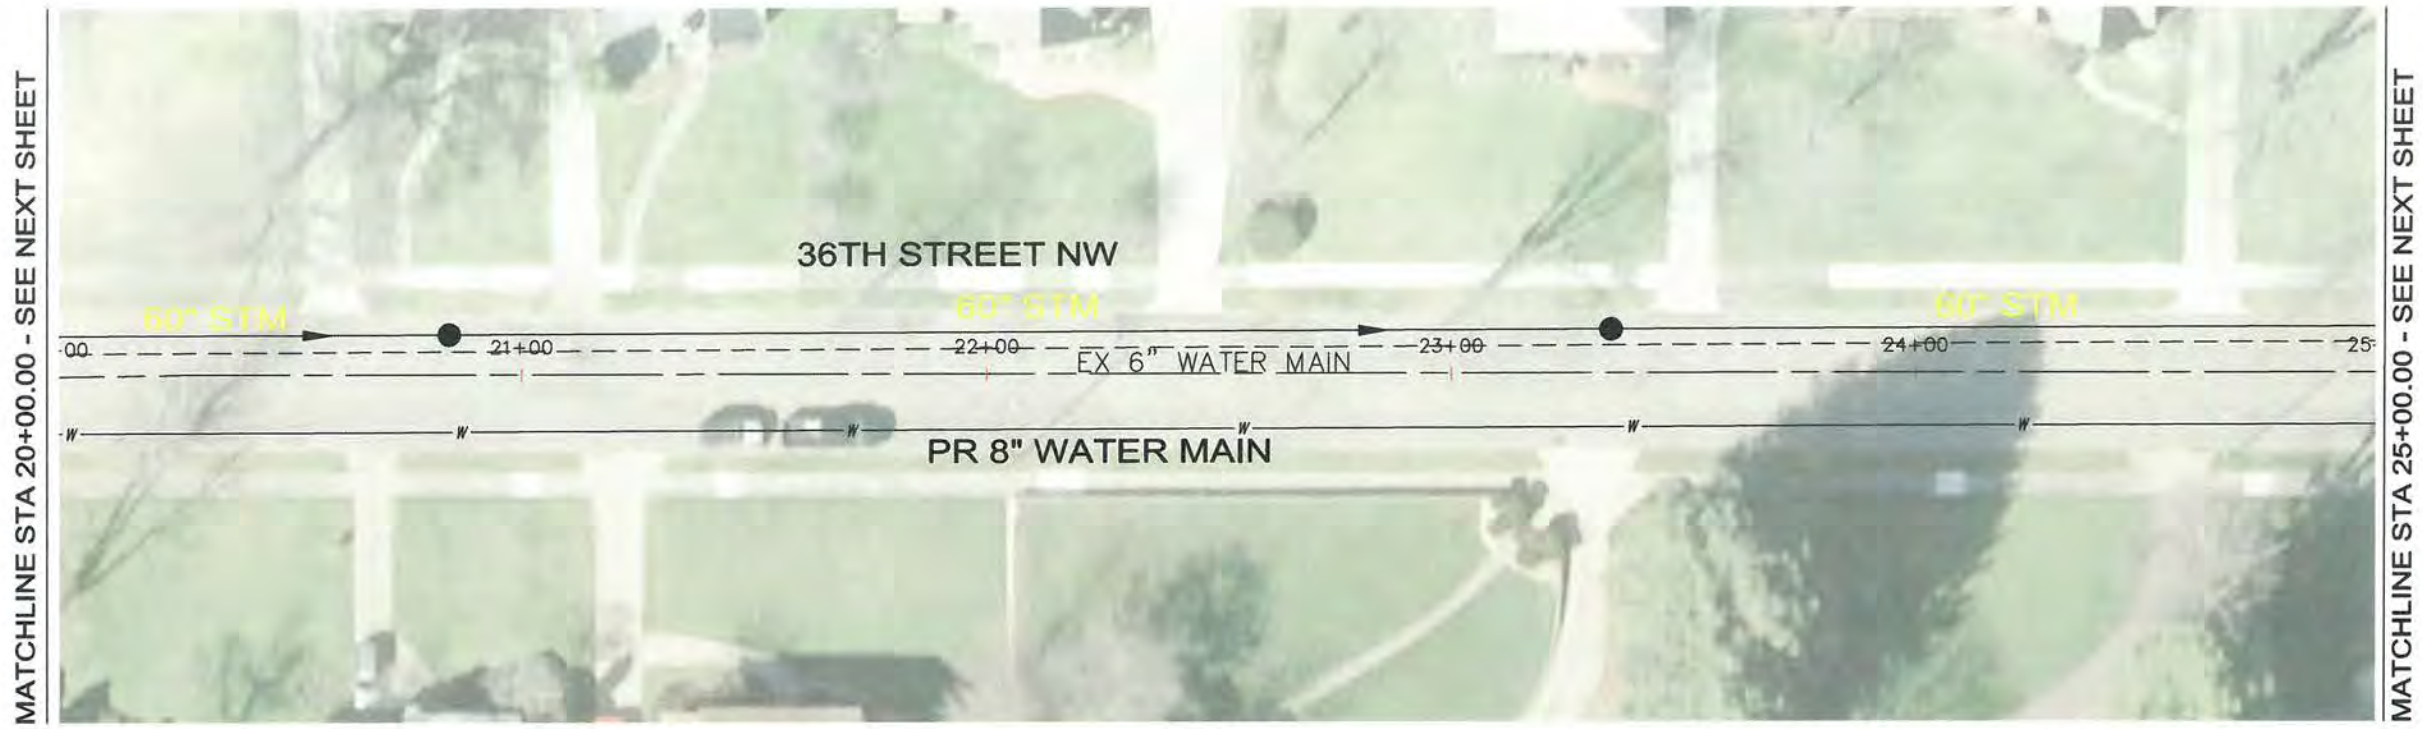 MATCHLINE STA 20+00.00 - SEE NEXT SHEET
36TH STREET NW
60" STM
60" STM
60" STM
00
21+00
22+00
23+00
24+00
25
EX 6" WATER MAIN
W
W
W
W
W
W
PR 8" WATER MAIN
MATCHLINE STA 25+00.00 - SEE NEXT SHEET